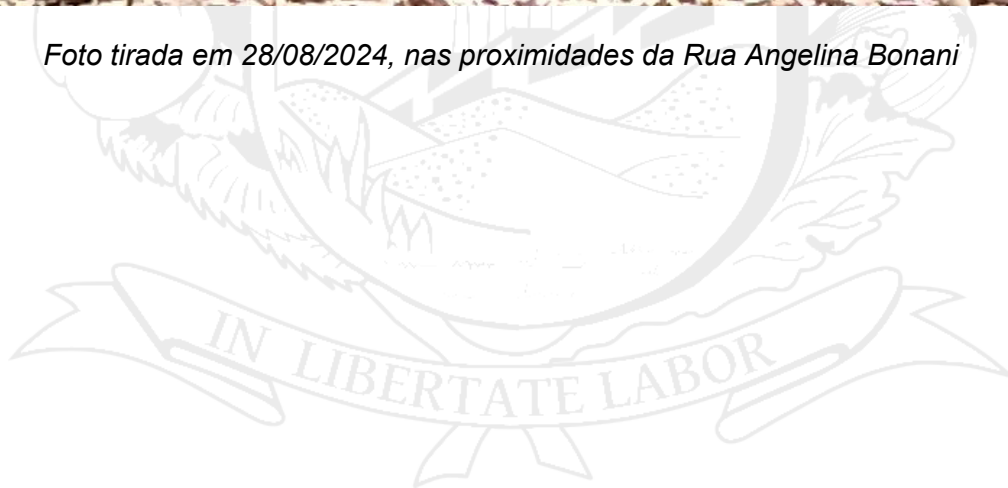 Foto tirada em 28/08/2024, nas proximidades da Rua Angelina Bonani
IN LIBERTATE LABOR